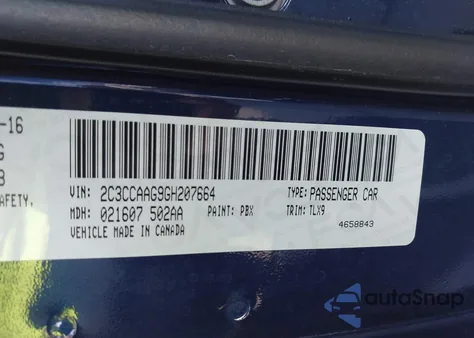 -16
G
B
AFETY,
VIN: 2C3CCAAG9GH207664
TYPE: PASSENGER CAR
MDH: 021607 502AA
PAINT: PBX
TRIM: TLX9
VEHICLE MADE IN CANADA
4658843
autoSnap